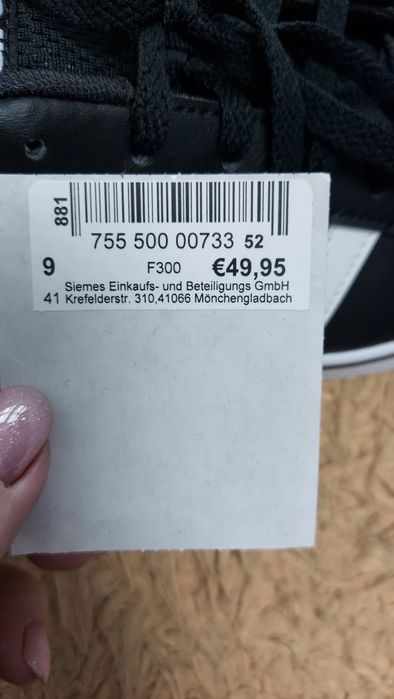 881
755 500 00733 52
9 F300 €49,95
Siemes Einkaufs- und Beteiligungs GmbH
41 Krefelderstr. 310,41066 Mönchengladbach